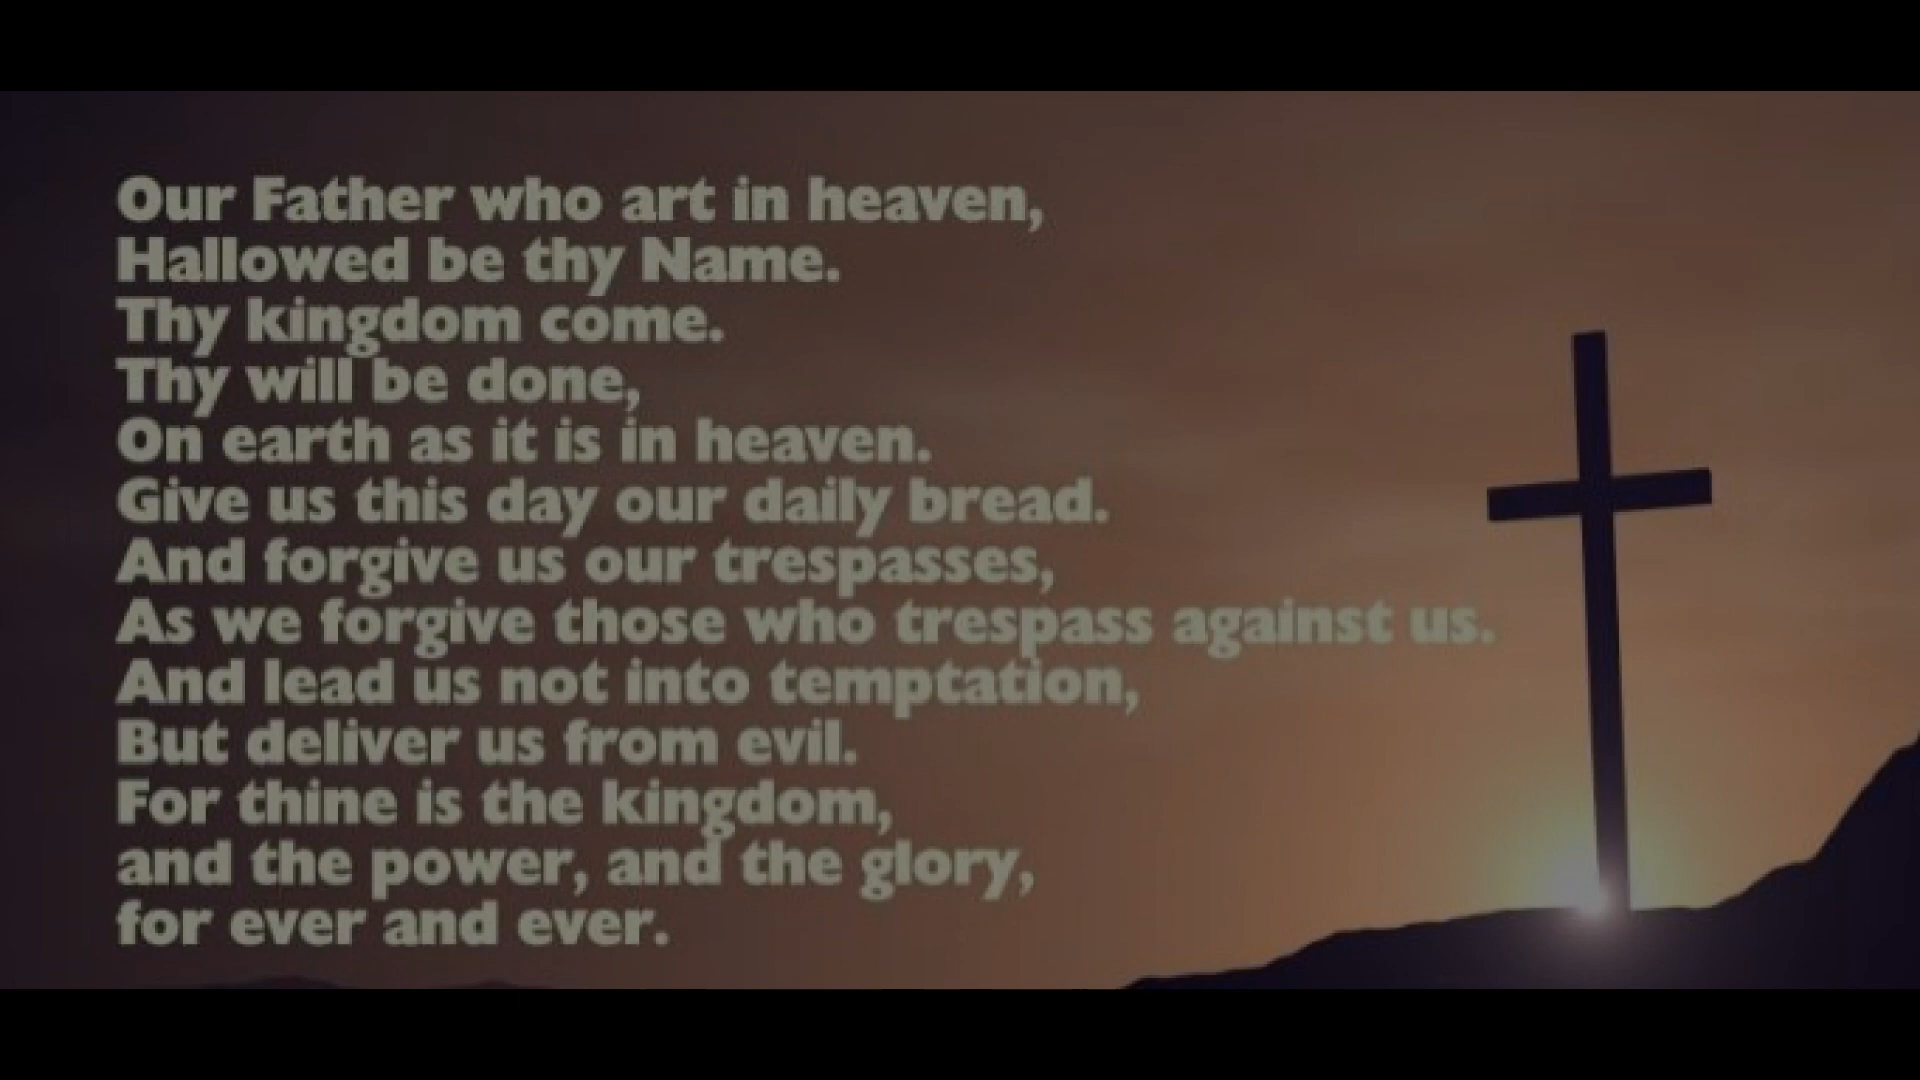 Our Father who art in heaven,
Hallowed be thy Name.
Thy kingdom come.
Thy will be done,
On earth as it is in heaven.
Give us this day our daily bread.
And forgive us our trespasses,
As we forgive those who trespass against us.
And lead us not into temptation,
But deliver us from evil.
For thine is the kingdom,
and the power, and the glory,
for ever and ever.